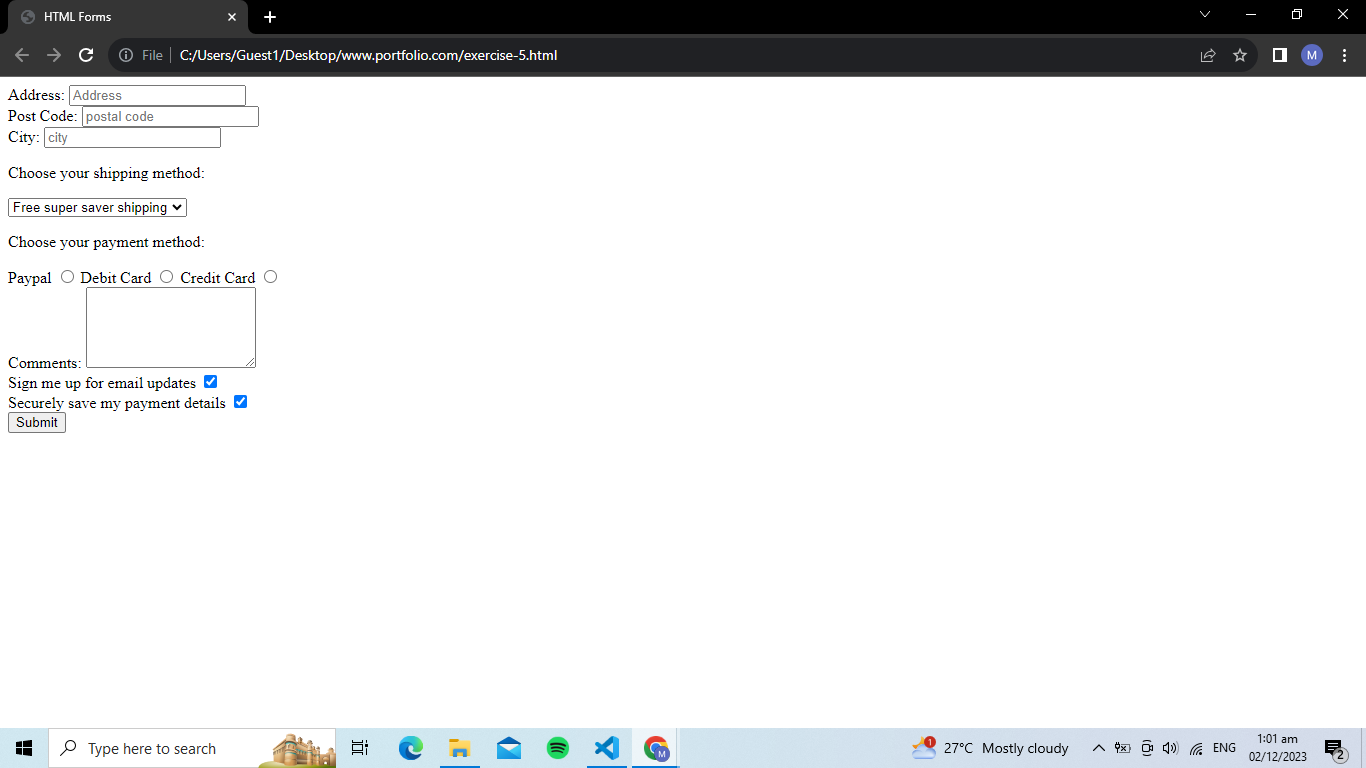 HTML Forms
File C:/Users/Guest1/Desktop/www.portfolio.com/exercise-5.html
M
Address: Address
Post Code: postal code
City: city
Choose your shipping method:
Free super saver shipping
Choose your payment method:
Paypal Debit Card Credit Card
Comments:
Sign me up for email updates
Securely save my payment details
Submit
Type here to search
M
1
27°C Mostly cloudy
ENG
1:01 am
02/12/2023
2